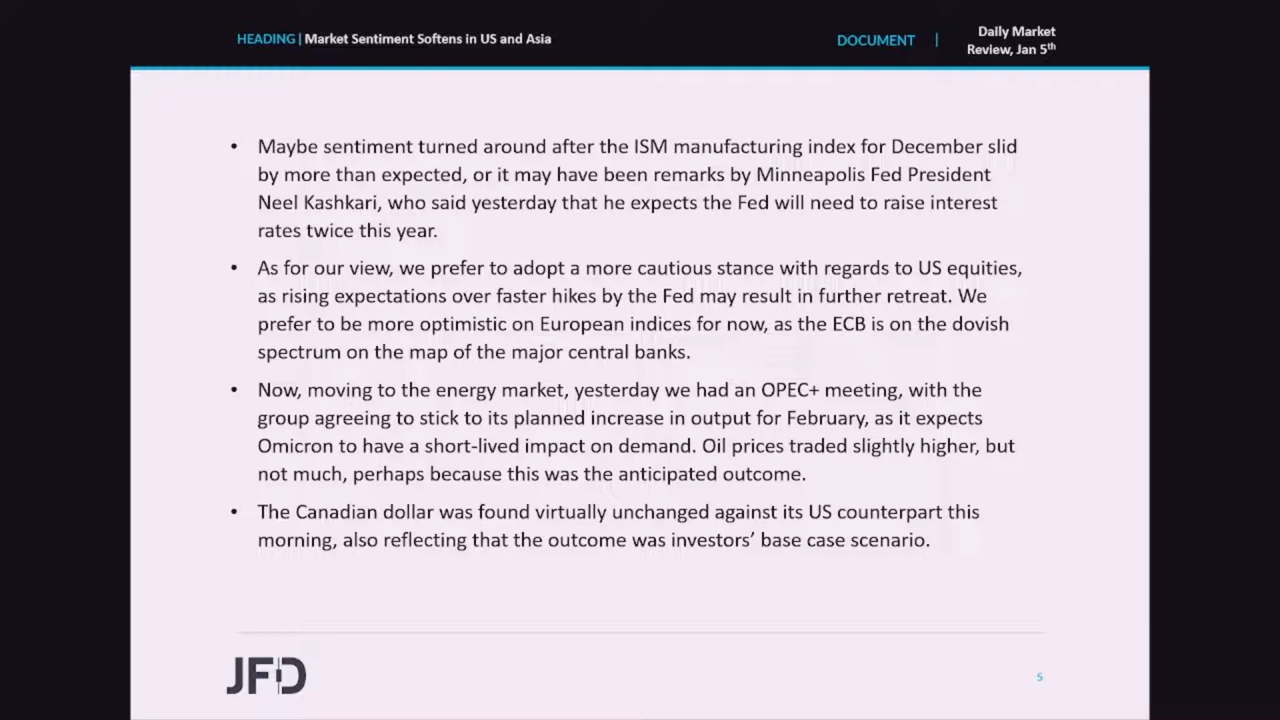 HEADING | Market Sentiment Softens in US and Asia
DOCUMENT |
Daily Market
Review, Jan 5th
• Maybe sentiment turned around after the ISM manufacturing index for December slid
by more than expected, or it may have been remarks by Minneapolis Fed President
Neel Kashkari, who said yesterday that he expects the Fed will need to raise interest
rates twice this year.
• As for our view, we prefer to adopt a more cautious stance with regards to US equities,
as rising expectations over faster hikes by the Fed may result in further retreat. We
prefer to be more optimistic on European indices for now, as the ECB is on the dovish
spectrum on the map of the major central banks.
• Now, moving to the energy market, yesterday we had an OPEC+ meeting, with the
group agreeing to stick to its planned increase in output for February, as it expects
Omicron to have a short-lived impact on demand. Oil prices traded slightly higher, but
not much, perhaps because this was the anticipated outcome.
• The Canadian dollar was found virtually unchanged against its US counterpart this
morning, also reflecting that the outcome was investors’ base case scenario.
JFD
5